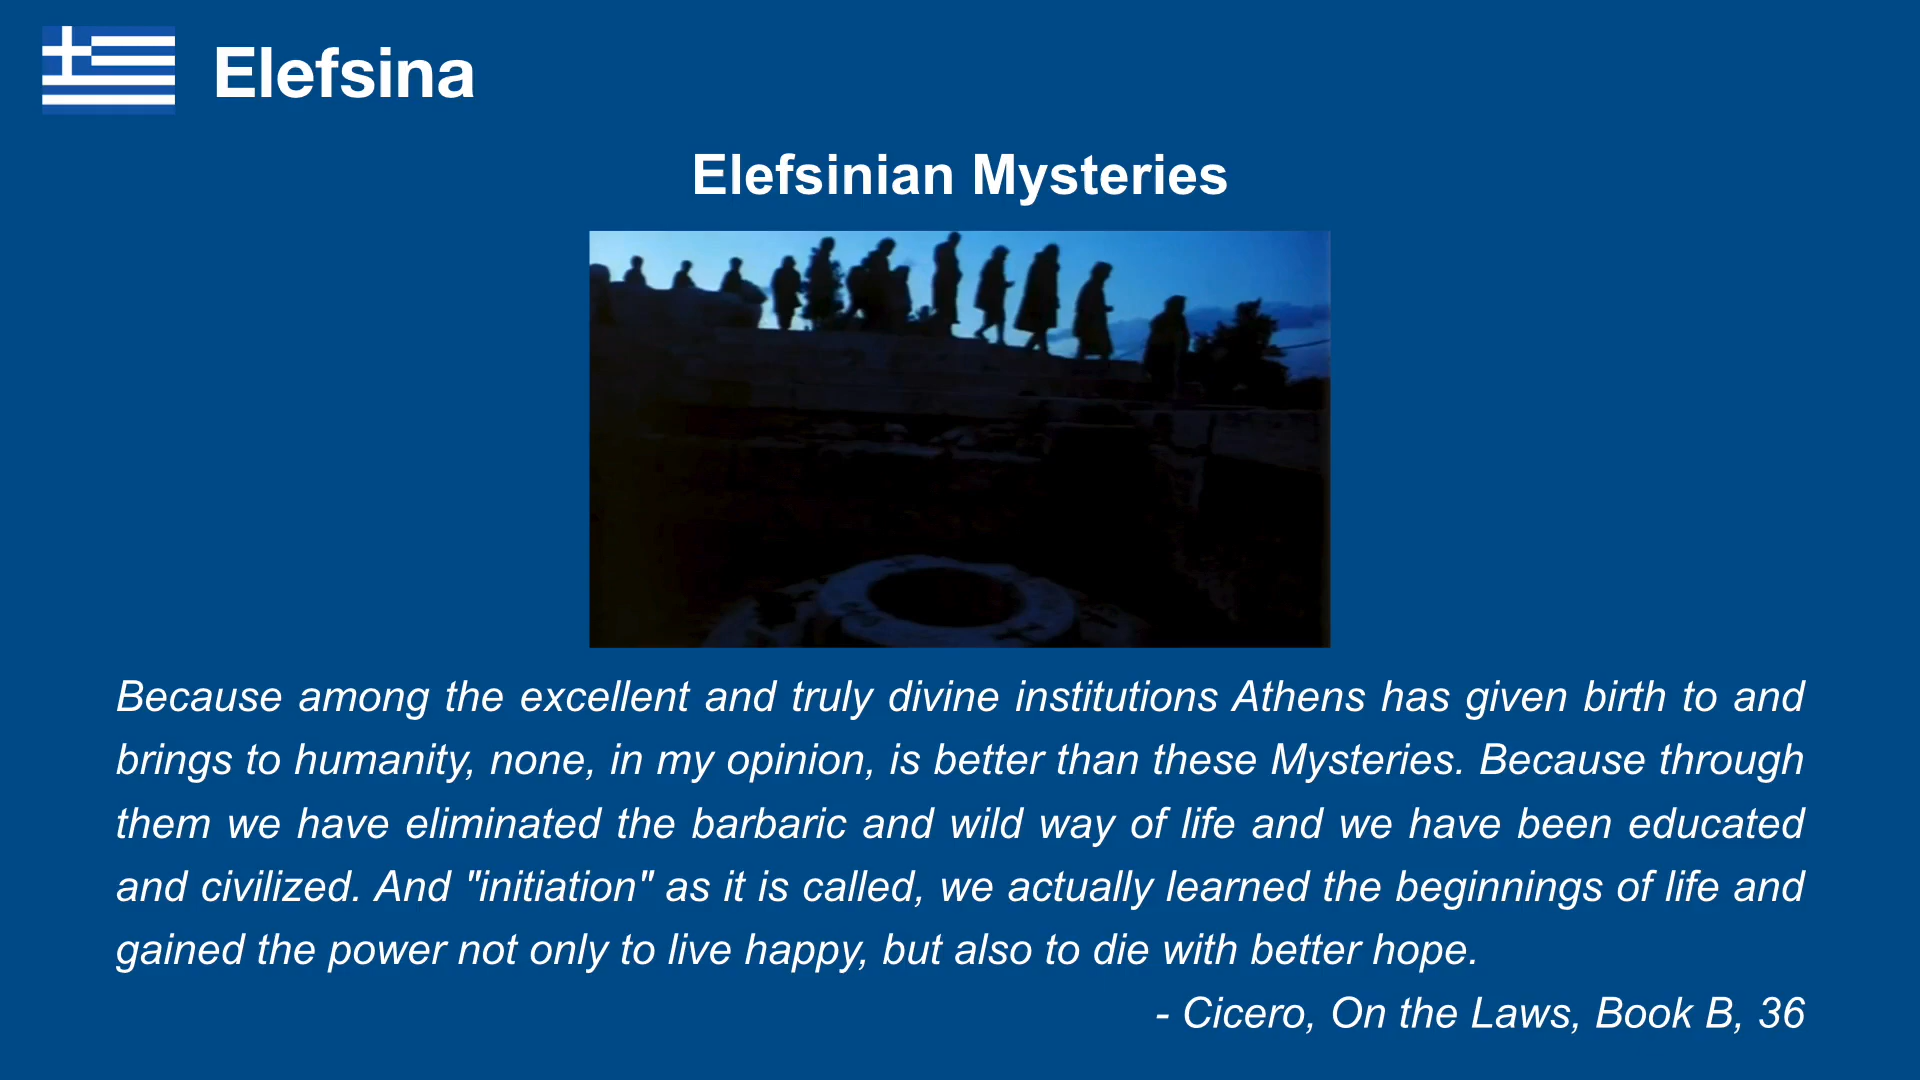 Elefsina
Elefsinian Mysteries
Because among the excellent and truly divine institutions Athens has given birth to and
brings to humanity, none, in my opinion, is better than these Mysteries. Because through
them we have eliminated the barbaric and wild way of life and we have been educated
and civilized. And "initiation" as it is called, we actually learned the beginnings of life and
gained the power not only to live happy, but also to die with better hope.
- Cicero, On the Laws, Book B, 36